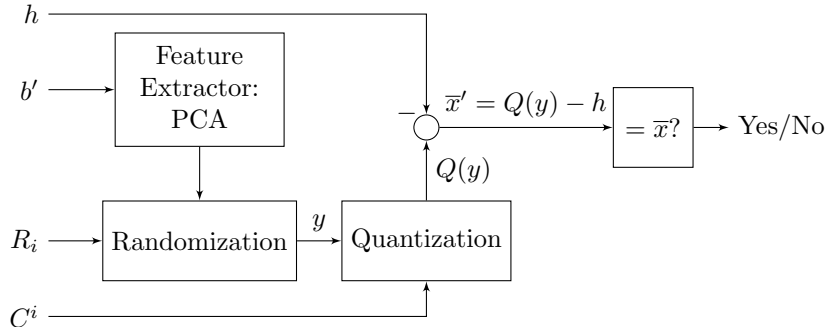 h
Feature
Extractor:
PCA
b′
−
x̅′ = Q(y) − h
= x̅?
Yes/No
Q(y)
R_i
Randomization
y
Quantization
C^i